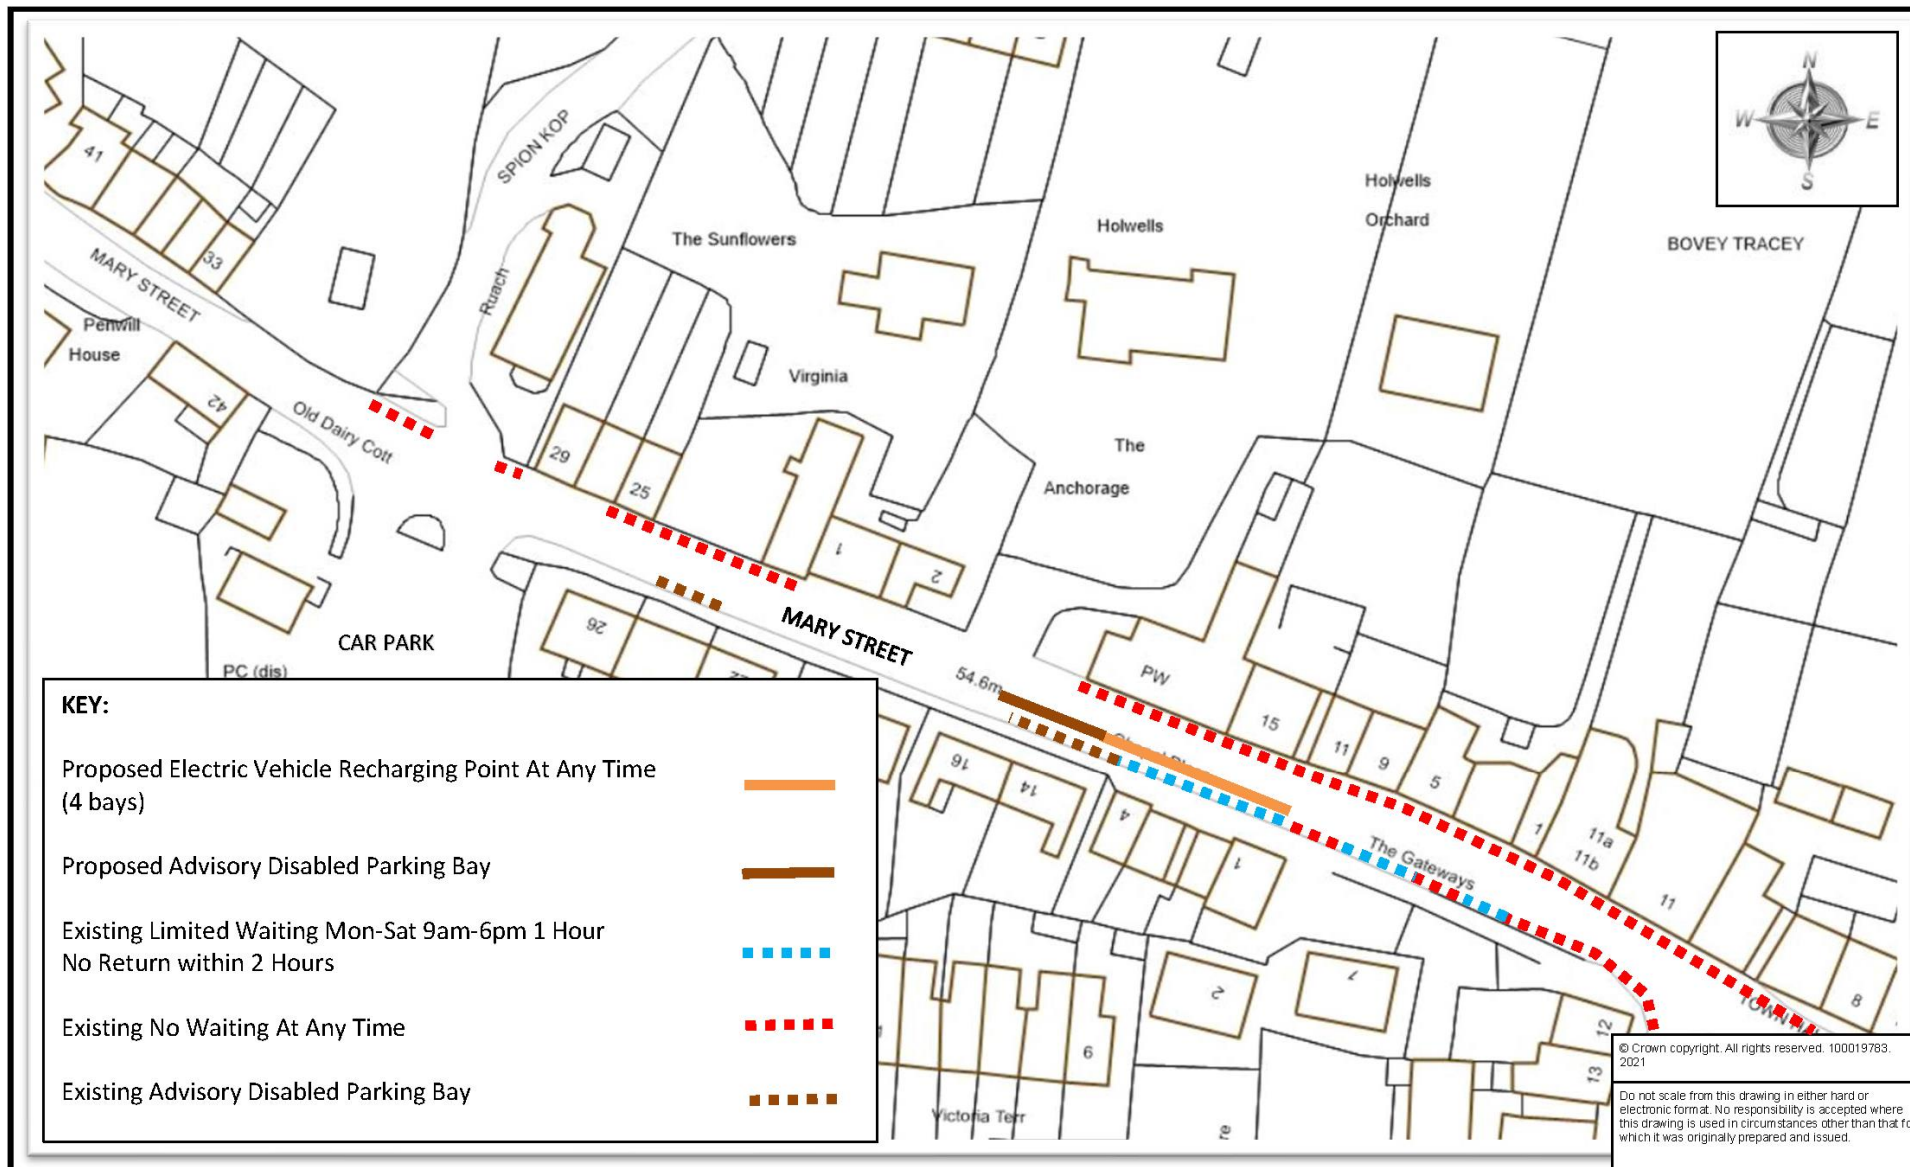 N
W
E
S
41
33
MARY STREET
Penwill
House
42
Old Dairy Cott
SPION KOP
Ruach
The Sunflowers
Virginia
Holwells
Holwells
Orchard
BOVEY TRACEY
The
Anchorage
29
25
1
2
26
CAR PARK
PC (dis)
MARY STREET
54.6m
PW
15
11
9
5
1
11a
11b
11
8
16
14
4
1
The Gateways
2
7
12
13
6
Victoria Terr
KEY:
Proposed Electric Vehicle Recharging Point At Any Time
(4 bays)
Proposed Advisory Disabled Parking Bay
Existing Limited Waiting Mon-Sat 9am-6pm 1 Hour
No Return within 2 Hours
Existing No Waiting At Any Time
Existing Advisory Disabled Parking Bay
© Crown copyright. All rights reserved. 100019783.
2021
Do not scale from this drawing in either hard or
electronic format. No responsibility is accepted where
this drawing is used in circumstances other than that fo
which it was originally prepared and issued.